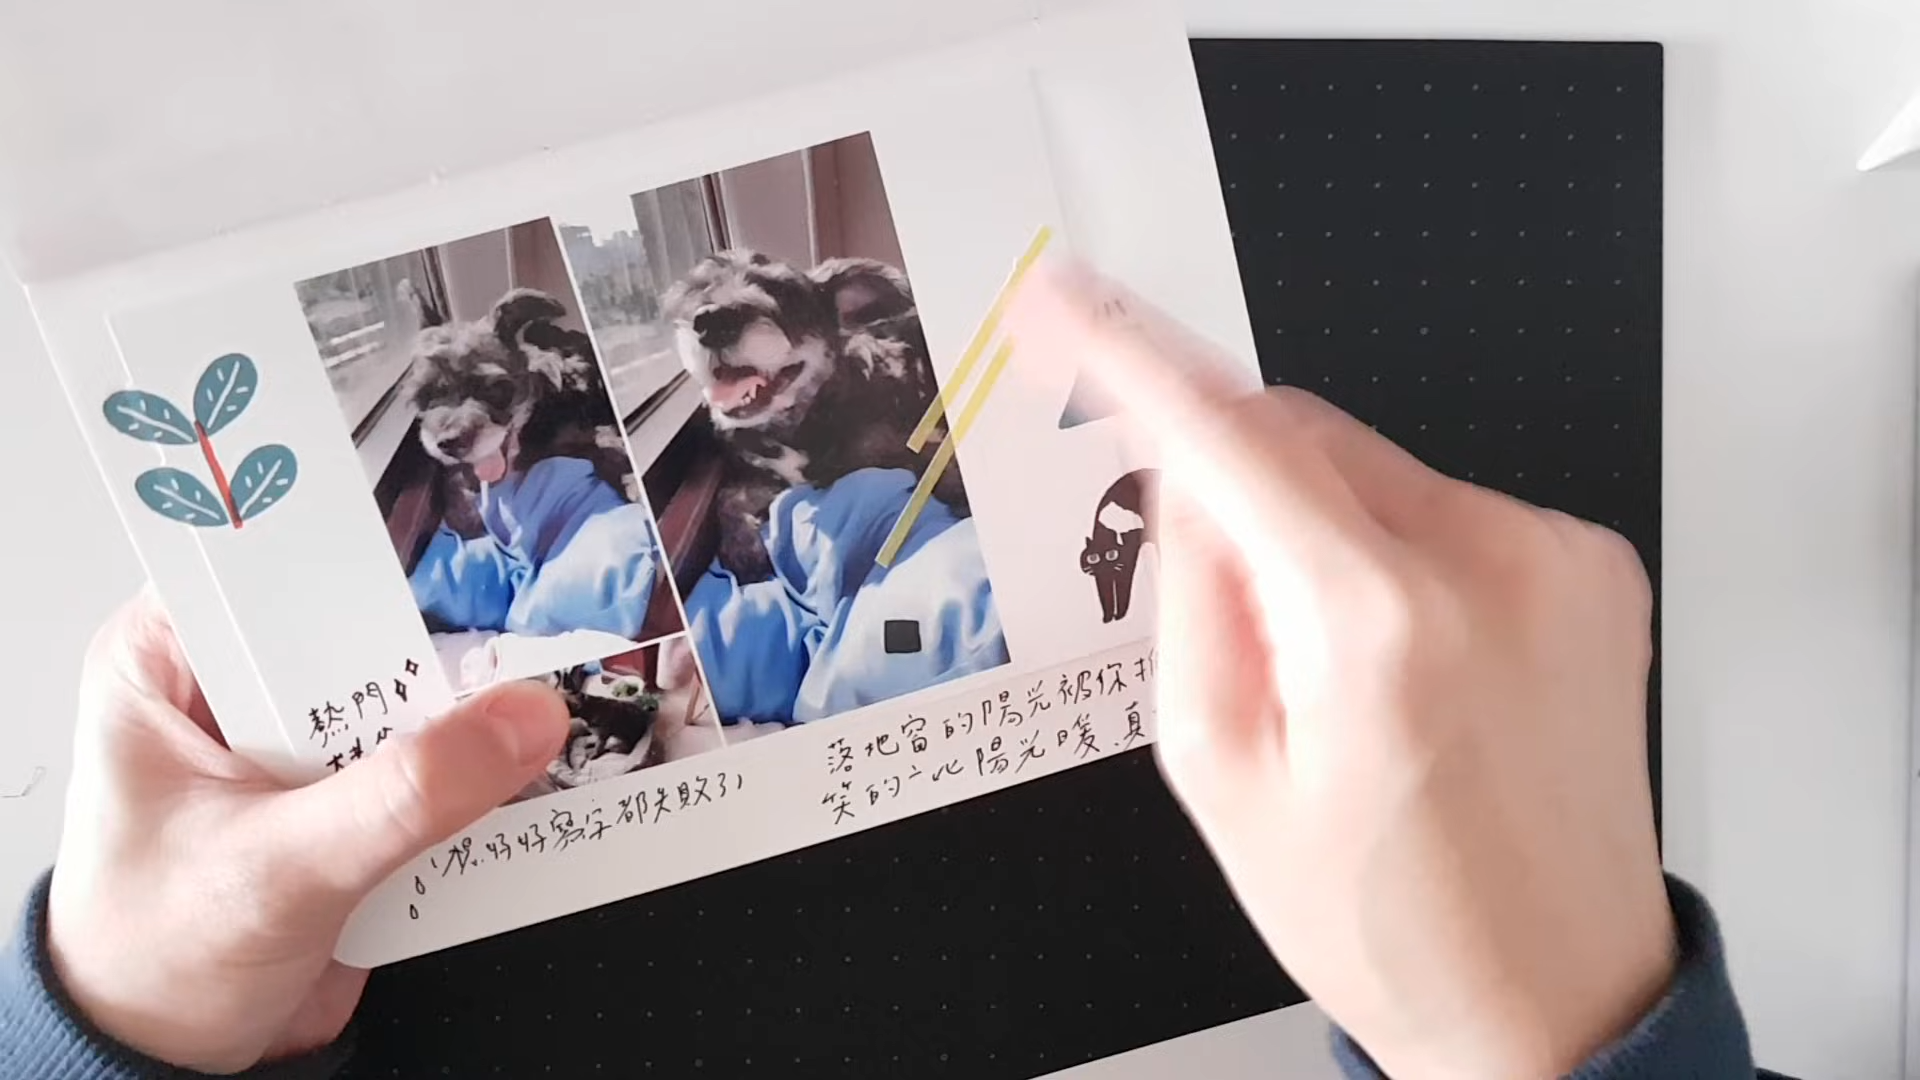 熱門
想好好寫字都失敗了
落地窗的陽光被你
笑的心陽光暖、真